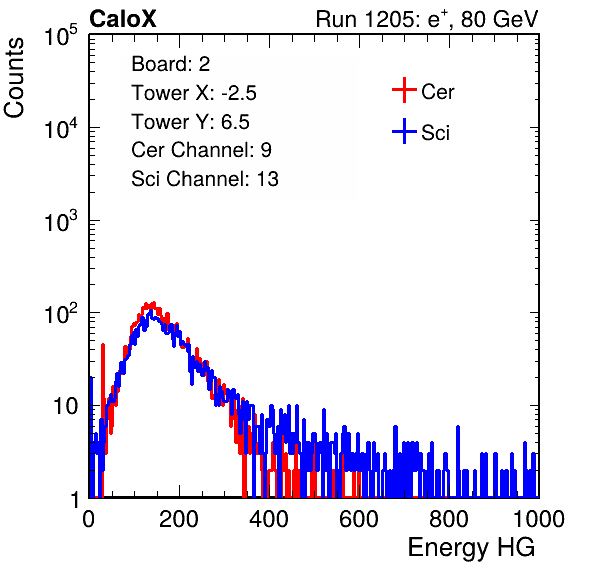 CaloX Run 1205: e⁺, 80 GeV
Counts
10⁵
10⁴
10³
10²
10
1
Board: 2
Tower X: -2.5
Tower Y: 6.5
Cer Channel: 9
Sci Channel: 13
Cer
Sci
0 200 400 600 800 1000
Energy HG